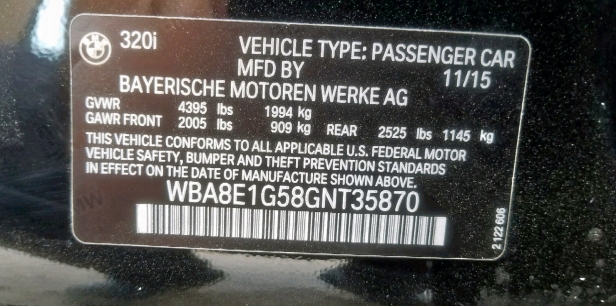 BMW
320i
VEHICLE TYPE: PASSENGER CAR
MFD BY 11/15
BAYERISCHE MOTOREN WERKE AG
GVWR 4395 lbs 1994 kg
GAWR FRONT 2005 lbs 909 kg REAR 2525 lbs 1145 kg
THIS VEHICLE CONFORMS TO ALL APPLICABLE U.S. FEDERAL MOTOR
VEHICLE SAFETY, BUMPER AND THEFT PREVENTION STANDARDS
IN EFFECT ON THE DATE OF MANUFACTURE SHOWN ABOVE.
WBA8E1G58GNT35870
2 122 606